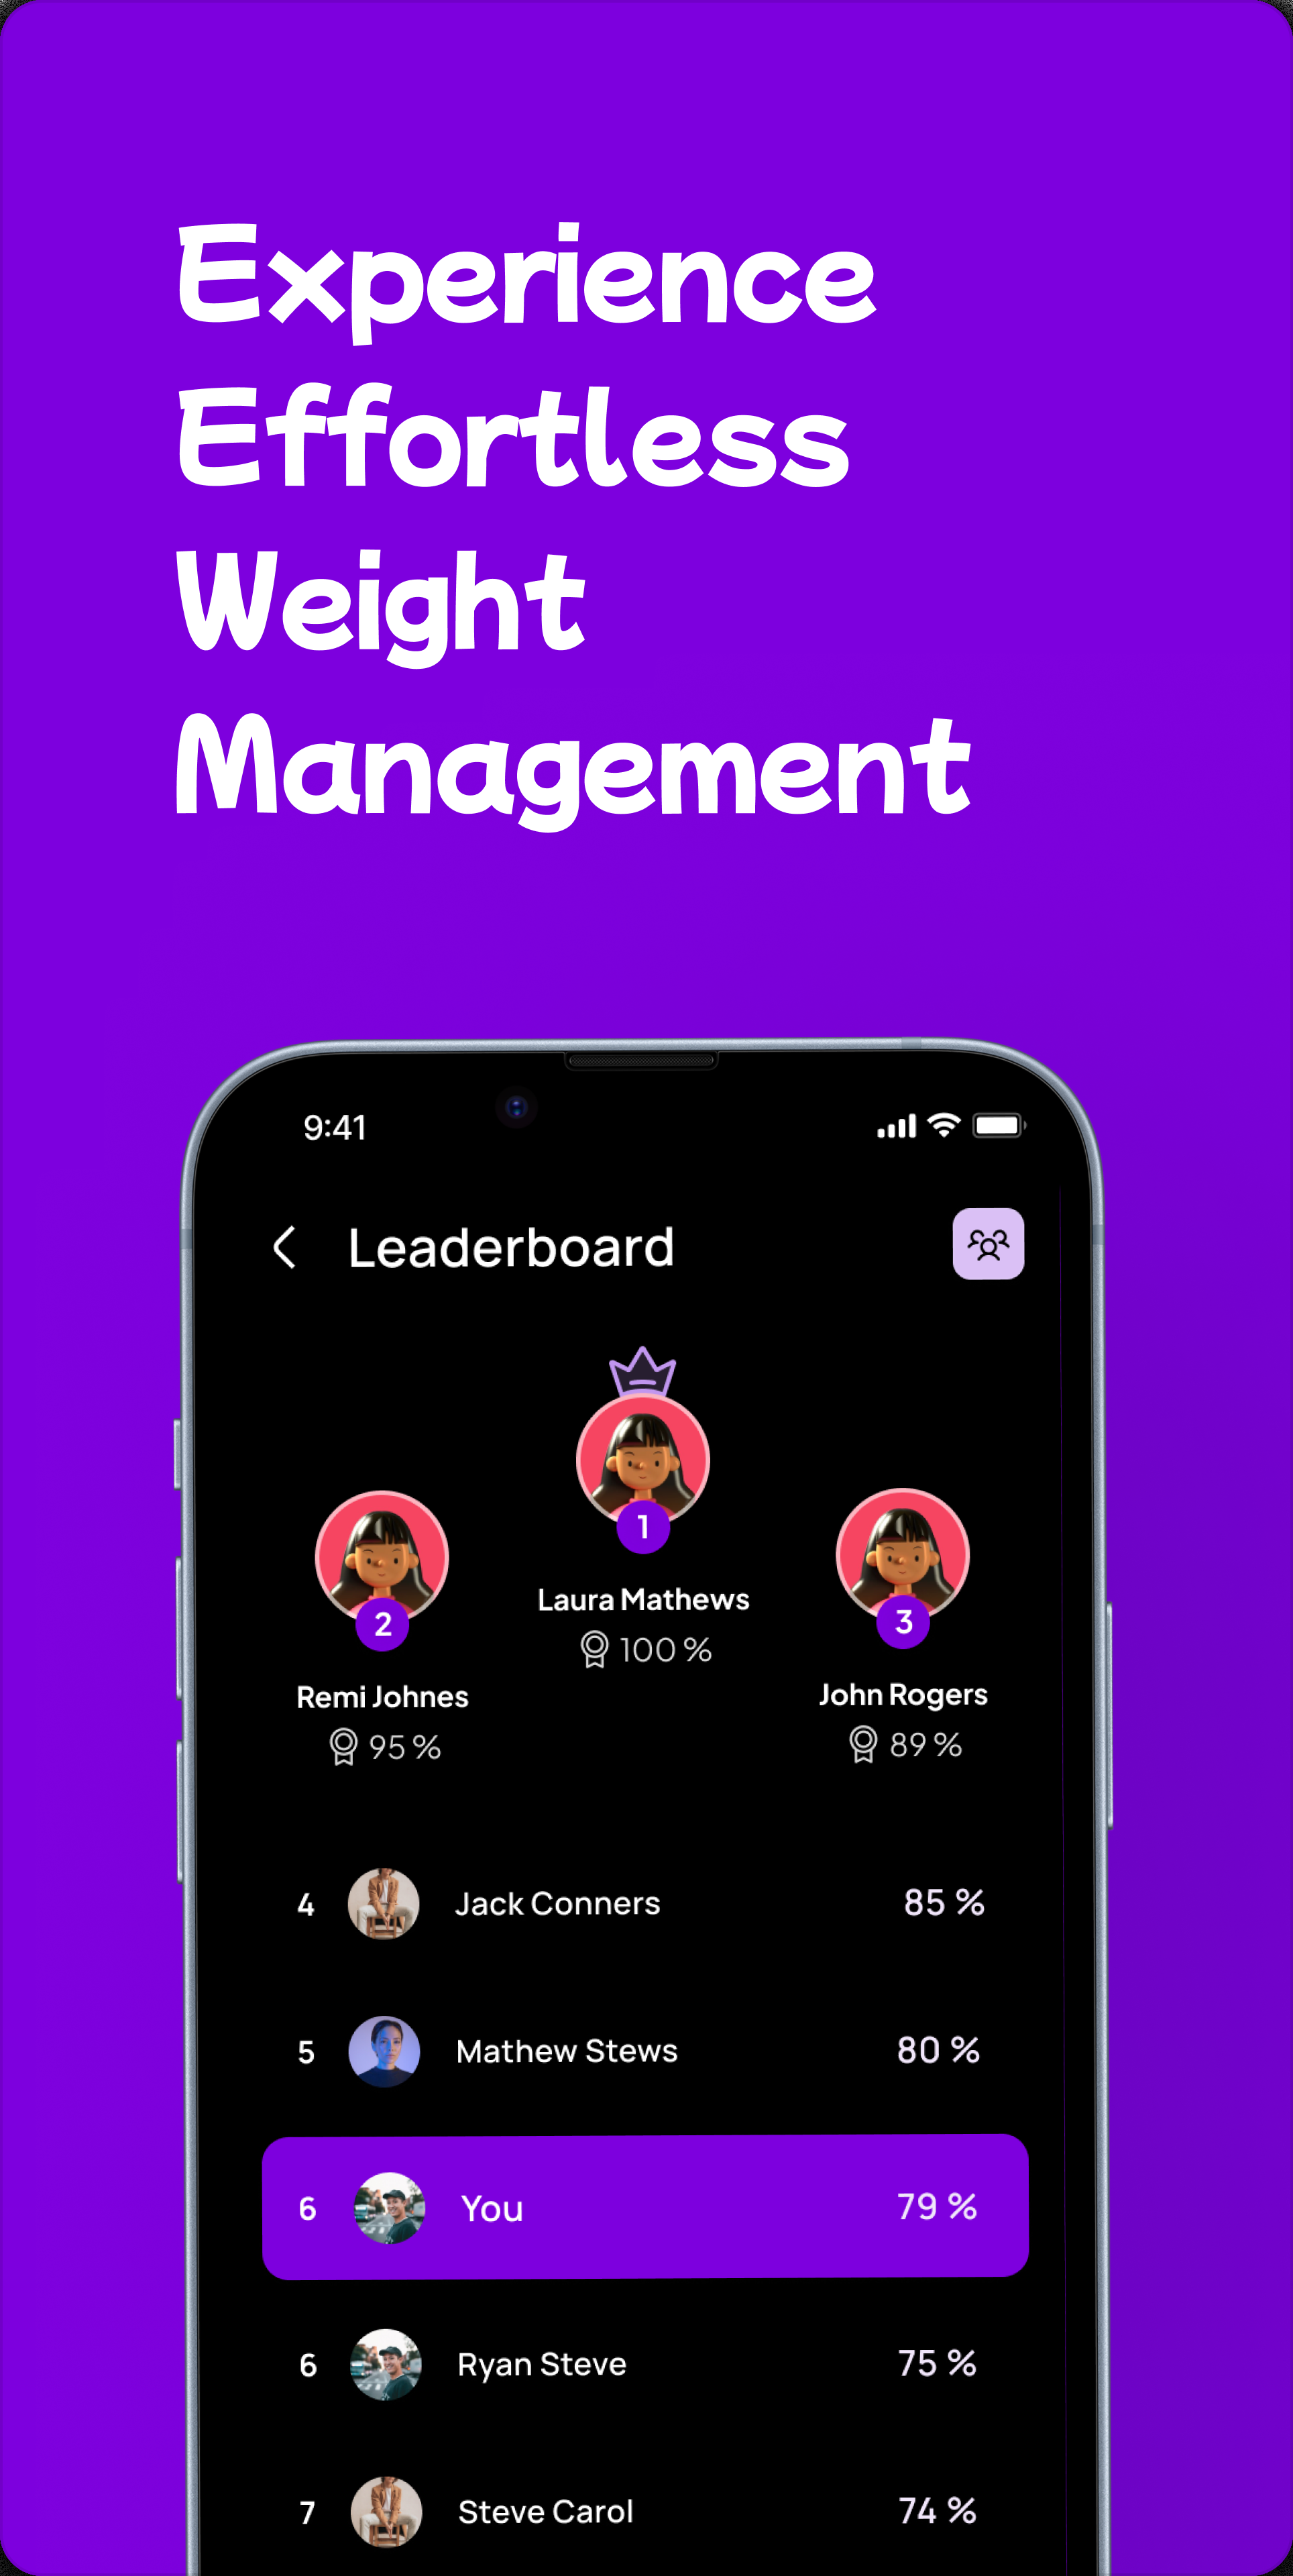 Experience
Effortless
Weight
Management
9:41
Leaderboard
1
Laura Mathews
100 %
2
Remi Johnes
95 %
3
John Rogers
89 %
4 Jack Conners 85 %
5 Mathew Stews 80 %
6 You 79 %
6 Ryan Steve 75 %
7 Steve Carol 74 %